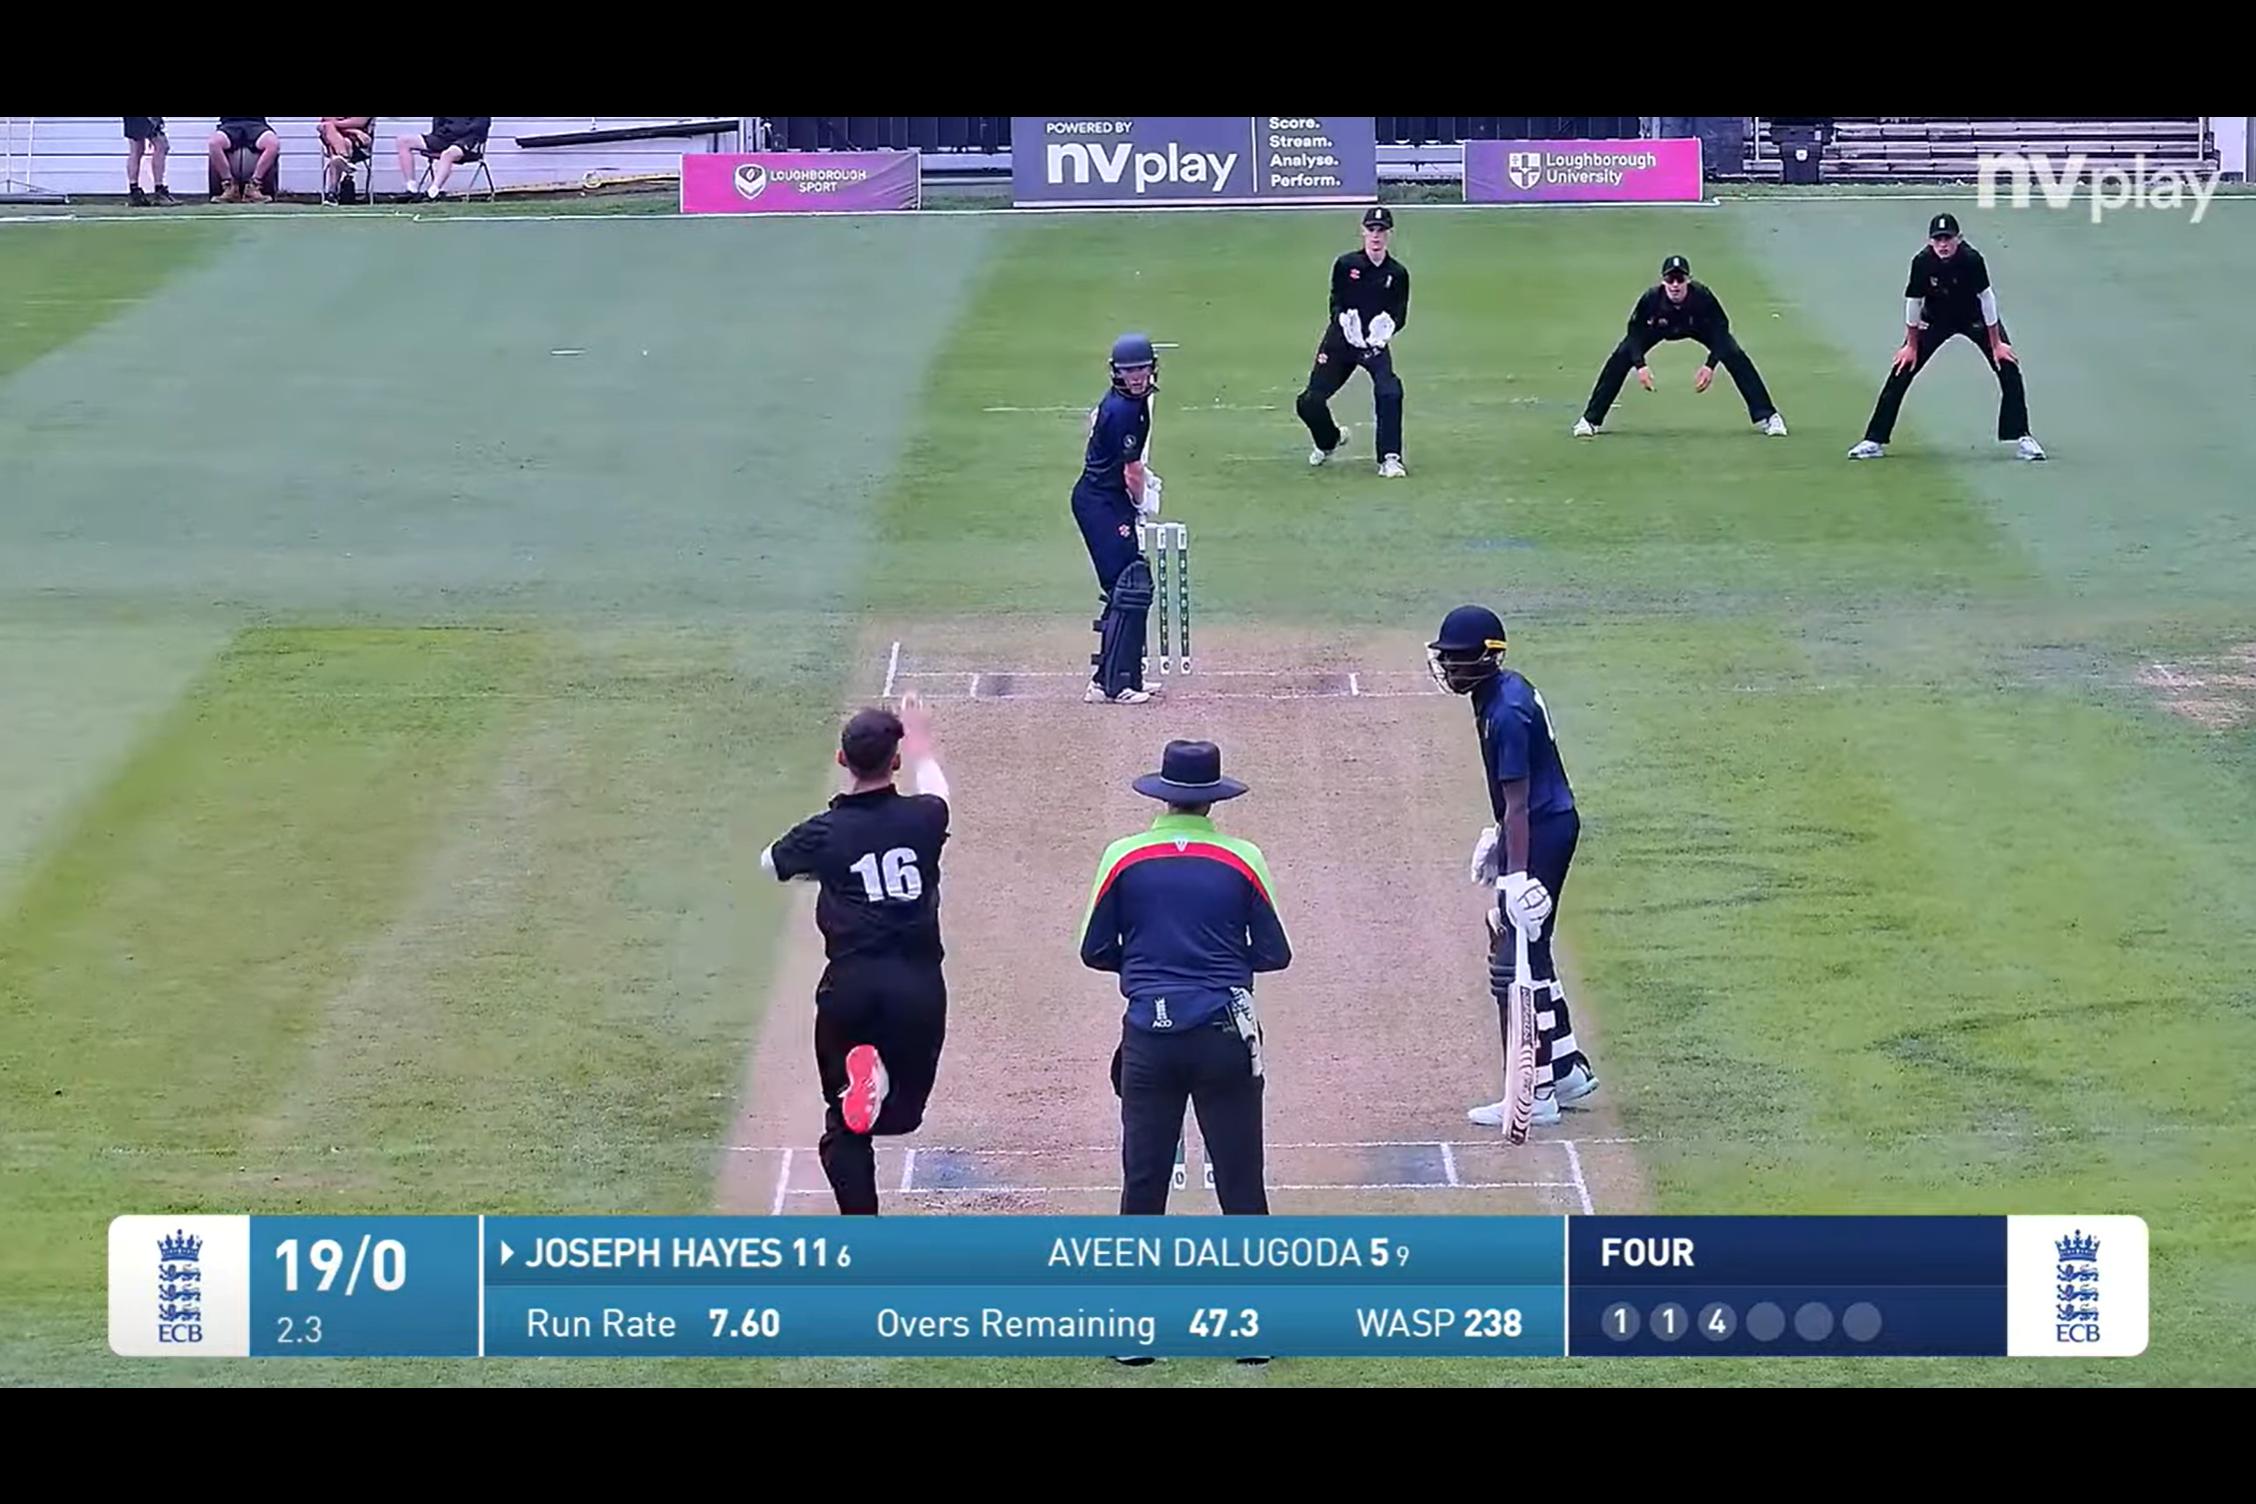 POWERED BY
nvplay
Score.
Stream.
Analyse.
Perform.
LOUGHBOROUGH
SPORT
Loughborough
University
nvplay
16
ACO
ECB
19/0
2.3
JOSEPH HAYES 11 6
AVEEN DALUGODA 5 9
Run Rate 7.60
Overs Remaining 47.3
WASP 238
FOUR
1 1 4
ECB